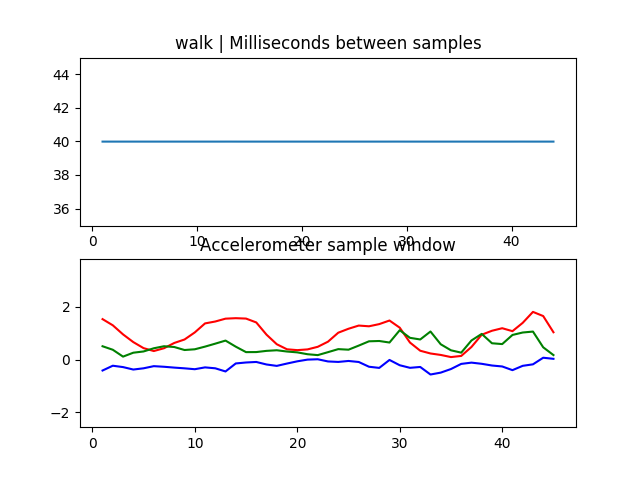 walk | Milliseconds between samples
44
42
40
38
36
0 10 20 30 40
Accelerometer sample window
2
0
−2
0 10 20 30 40